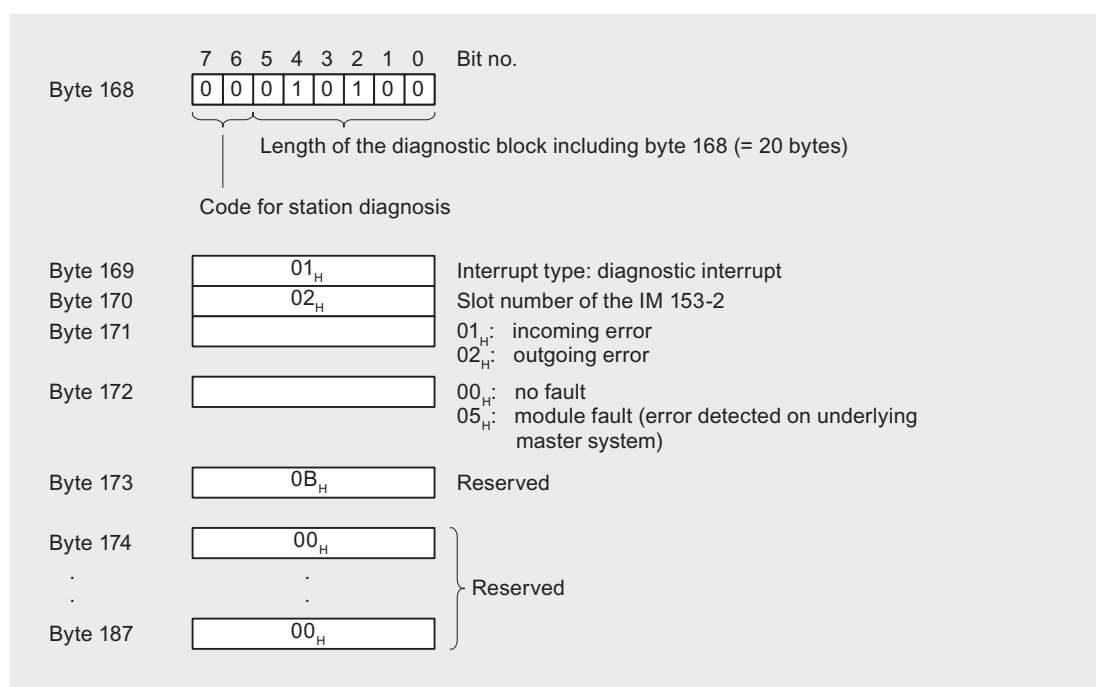 7 6 5 4 3 2 1 0 Bit no.
Byte 168 0 0 0 1 0 1 0 0
Length of the diagnostic block including byte 168 (= 20 bytes)
Code for station diagnosis
Byte 169 01H Interrupt type: diagnostic interrupt
Byte 170 02H Slot number of the IM 153-2
Byte 171 01H: incoming error
02H: outgoing error
Byte 172 00H: no fault
05H: module fault (error detected on underlying
master system)
Byte 173 0BH Reserved
Byte 174 00H
. .
Reserved
. .
Byte 187 00H